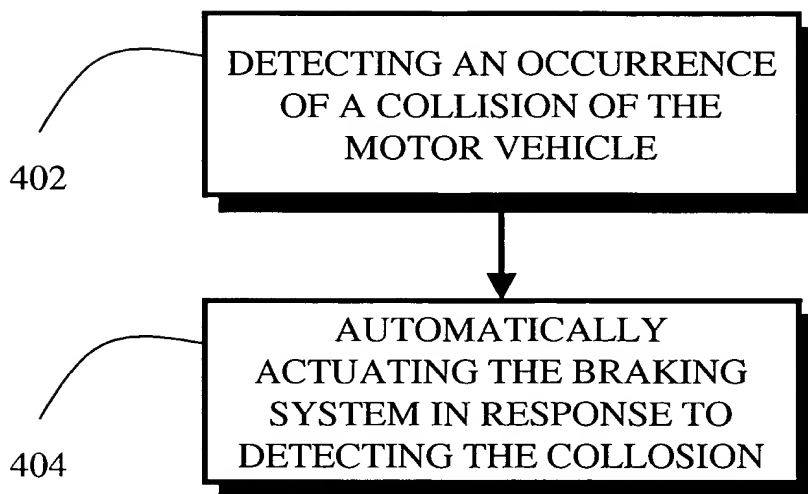 DETECTING AN OCCURRENCE
OF A COLLISION OF THE
MOTOR VEHICLE
402
AUTOMATICALLY
ACTUATING THE BRAKING
SYSTEM IN RESPONSE TO
DETECTING THE COLLOSION
404